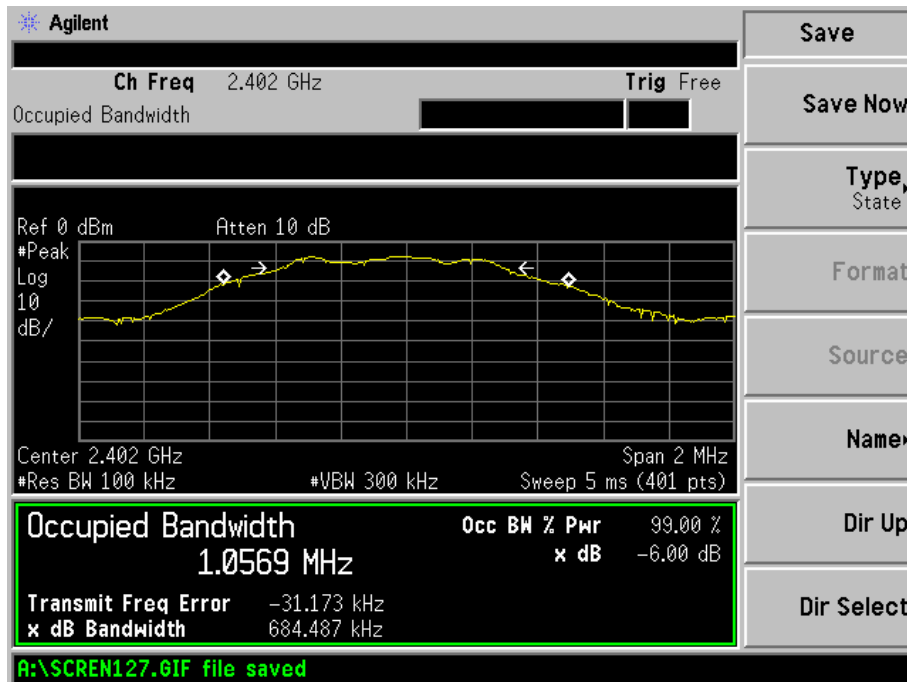 Agilent
Save
Ch Freq 2.402 GHz Trig Free
Occupied Bandwidth
Save Now
Type
State
Ref 0 dBm Atten 10 dB
#Peak
Log
10
dB/
Format
Source
Center 2.402 GHz Span 2 MHz
#Res BW 100 kHz #VBW 300 kHz Sweep 5 ms (401 pts)
Name
Occupied Bandwidth Occ BW % Pwr 99.00 %
1.0569 MHz x dB -6.00 dB
Dir Up
Transmit Freq Error -31.173 kHz
x dB Bandwidth 684.487 kHz
Dir Select
A:\SCREN127.GIF file saved